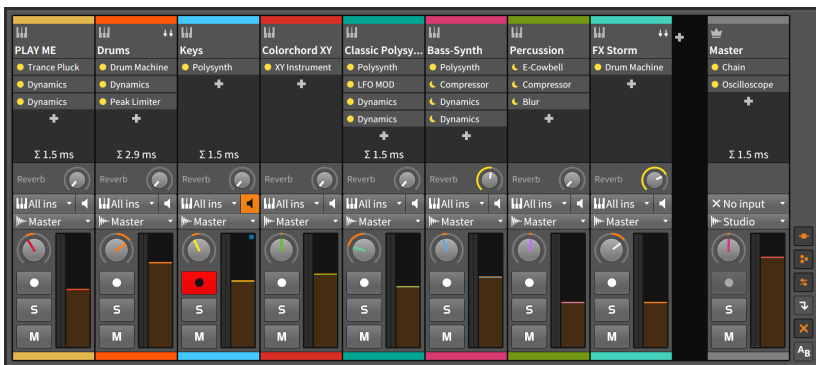 PLAY ME Drums Keys Colorchord XY Classic Polysy... Bass-Synth Percussion FX Storm Master
Trance Pluck Drum Machine Polysynth XY Instrument Polysynth Polysynth E-Cowbell Drum Machine Chain
Dynamics Dynamics LFO MOD Compressor Compressor Oscilloscope
Dynamics Peak Limiter Dynamics Dynamics Blur
Dynamics Dynamics
Σ 1.5 ms Σ 2.9 ms Σ 1.5 ms Σ 1.5 ms Σ 1.5 ms
Reverb Reverb Reverb Reverb Reverb Reverb Reverb Reverb
All ins All ins All ins All ins All ins All ins All ins All ins No input
Master Master Master Master Master Master Master Master Studio
S S S S S S S S S
M M M M M M M M M
AB